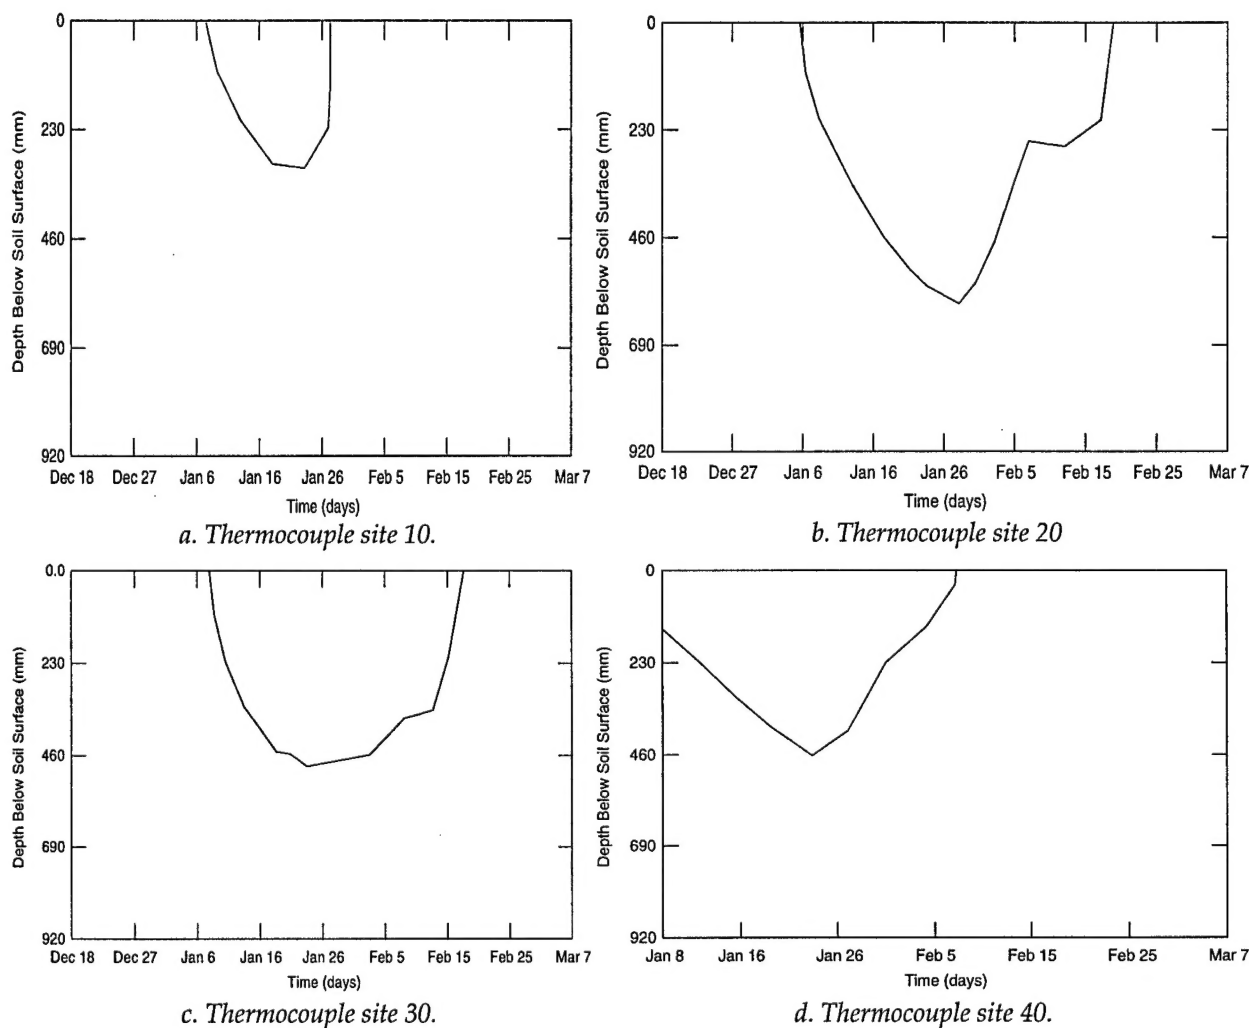 0
230
460
690
920
Depth Below Soil Surface (mm)
Dec 18 Dec 27 Jan 6 Jan 16 Jan 26 Feb 5 Feb 15 Feb 25 Mar 7
Time (days)
a. Thermocouple site 10.
0
230
460
690
920
Depth Below Soil Surface (mm)
Dec 18 Dec 27 Jan 6 Jan 16 Jan 26 Feb 5 Feb 15 Feb 25 Mar 7
Time (days)
b. Thermocouple site 20
0.0
230
460
690
920
Depth Below Soil Surface (mm)
Dec 18 Dec 27 Jan 6 Jan 16 Jan 26 Feb 5 Feb 15 Feb 25 Mar 7
Time (days)
c. Thermocouple site 30.
0
230
460
690
920
Depth Below Soil Surface (mm)
Jan 8 Jan 16 Jan 26 Feb 5 Feb 15 Feb 25 Mar 7
Time (days)
d. Thermocouple site 40.